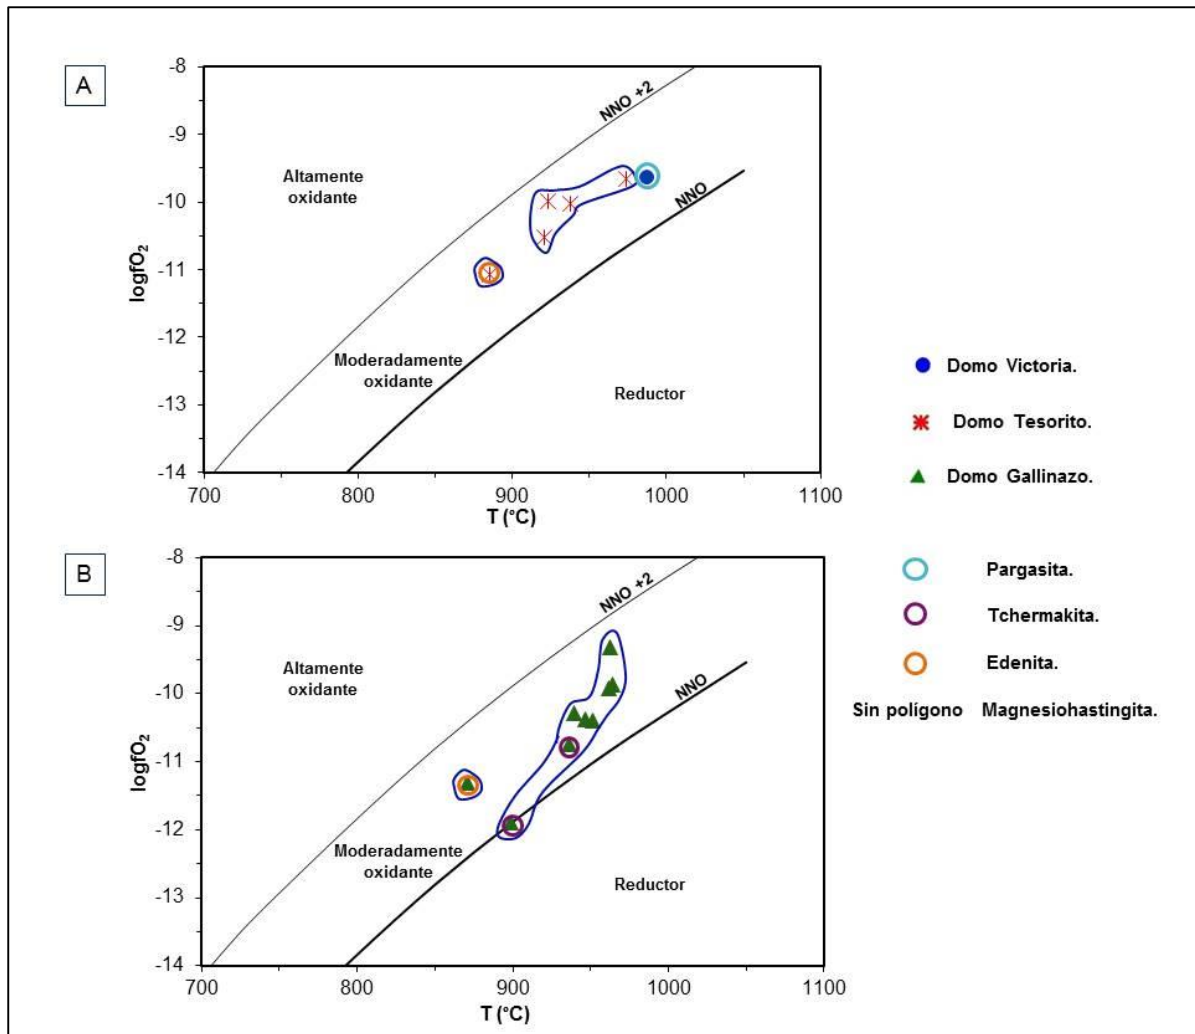 A
-8
-9
-10
-11
-12
-13
-14
logfO₂
700
800
900
1000
1100
T (°C)
NNO +2
NNO
Altamente
oxidante
Moderadamente
oxidante
Reductor
B
-8
-9
-10
-11
-12
-13
-14
logfO₂
700
800
900
1000
1100
T (°C)
NNO +2
NNO
Altamente
oxidante
Moderadamente
oxidante
Reductor
Domo Victoria.
Domo Tesorito.
Domo Gallinazo.
Pargasita.
Tchermakita.
Edenita.
Sin polígono Magnesiohastingita.